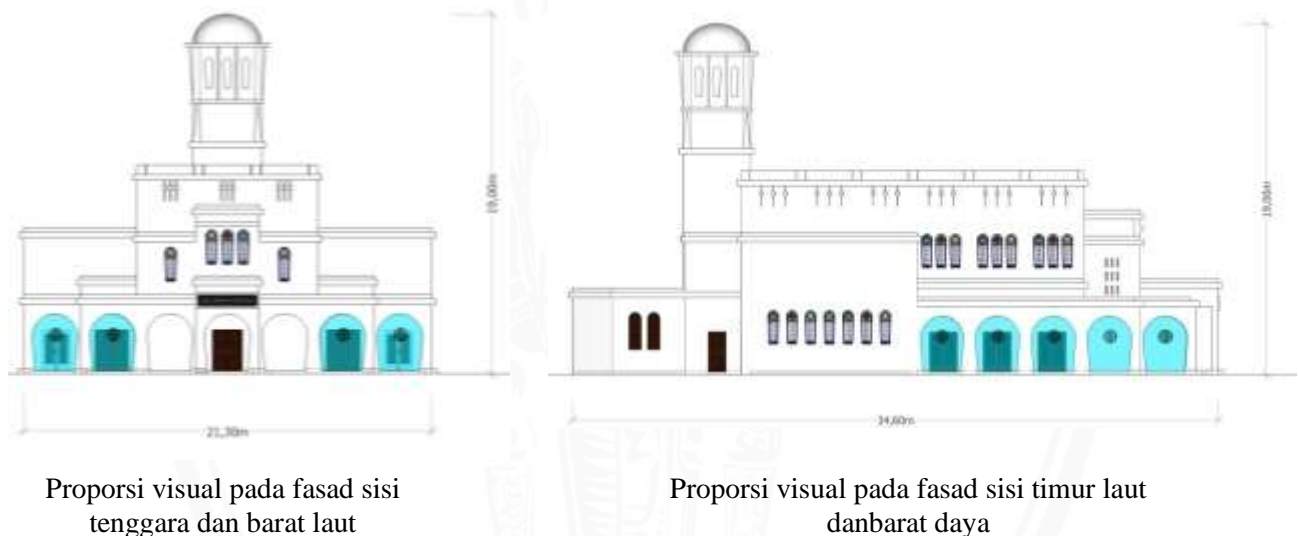 19,00m
19,00m
21,30m
34,60m
Proporsi visual pada fasad sisi
tenggara dan barat laut
Proporsi visual pada fasad sisi timur laut
danbarat daya